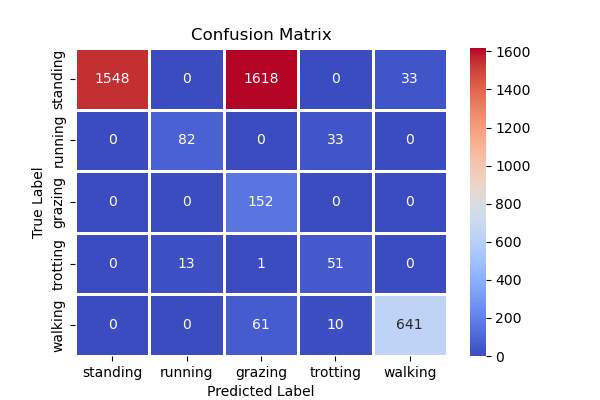 Confusion Matrix
True Label
standing 1548 0 1618 0 33
running 0 82 0 33 0
grazing 0 0 152 0 0
trotting 0 13 1 51 0
walking 0 0 61 10 641
standing running grazing trotting walking
Predicted Label
1600
1400
1200
1000
800
600
400
200
0